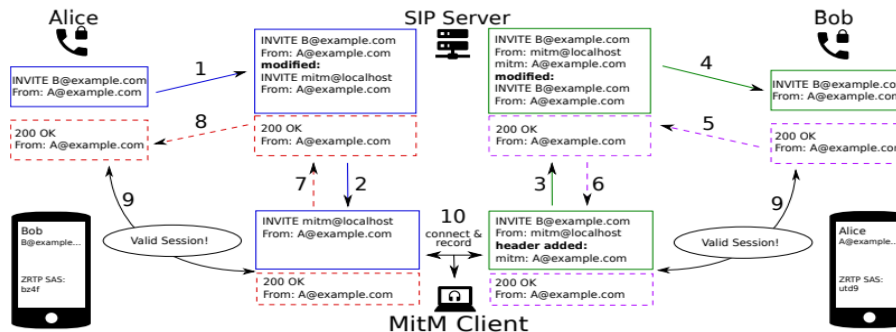 Alice
SIP Server
Bob
INVITE B@example.com
From: A@example.com
1
INVITE B@example.com
From: A@example.com
modified:
INVITE mitm@localhost
From: A@example.com
INVITE B@example.com
From: mitm@localhost
mitm: A@example.com
modified:
INVITE B@example.com
From: A@example.com
4
INVITE B@example.com
From: A@example.com
200 OK
From: A@example.com
8
200 OK
From: A@example.com
200 OK
From: A@example.com
5
200 OK
From: A@example.com
7
2
3
6
9
Valid Session!
INVITE mitm@localhost
From: A@example.com
10
connect &
record
INVITE B@example.com
From: mitm@localhost
header added:
mitm: A@example.com
9
Valid Session!
200 OK
From: A@example.com
200 OK
From: A@example.com
Bob
B@example...
ZRTP SAS:
bz4f
Alice
A@example...
ZRTP SAS:
utd9
MitM Client